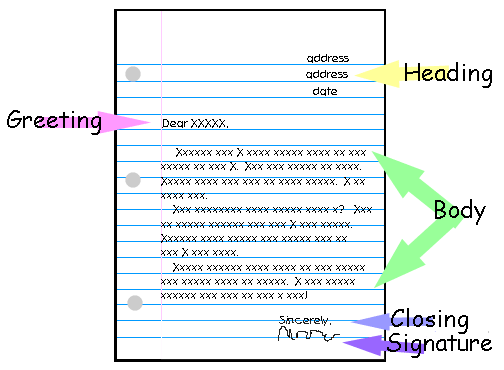 address
address
Heading
date
Greeting
Dear XXXXX,
Xxxxxx xxx X xxxx xxxxx xxxx xx xxx
xxxxx xx xxx X. Xxx xxx xxxxx xx xxxx.
Xxxxx xxxx xxx xx xxx xxxx xxxxx. X xx
xxxx xxx.
Xxx xxxxxxxx xxxx xxxxx xxxx x? Xxx
xx xxxxx xxxxx xxx xxx X xxx xxxxx.
Xxxxx xxxxx xxxx xxx xxxxx xxx xx
xxx X xxx xxxx.
Body
Xxxxx xxxxxx xxxx xxxx xx xxx xxxxx
xxx xxxxx xxxx xx xxxxx. X xxx xxxxx
xxxxxx xxx xxx xx xxx x xxx!
Sincerely,
Closing
Signature